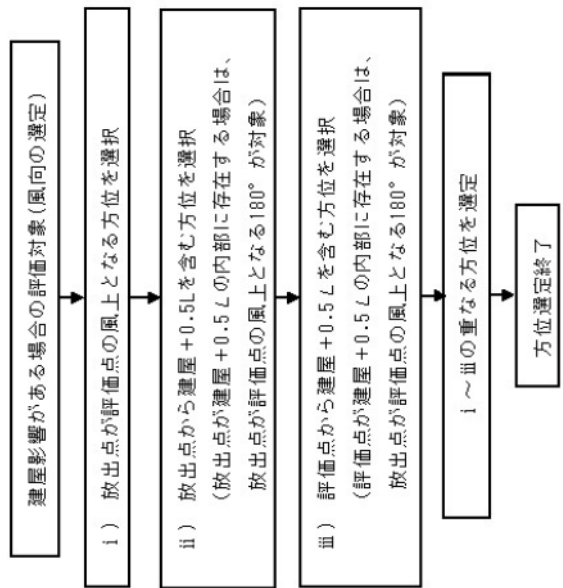 建屋影響がある場合の評価対象(風向の選定)
ⅰ) 放出点が評価点の風上となる方位を選択
ⅱ) 放出点から建屋+0.5Lを含む方位を選択
(放出点が建屋+0.5Lの内部に存在する場合は、
放出点が評価点の風上となる180°が対象)
ⅲ) 評価点から建屋+0.5Lを含む方位を選択
(評価点が建屋+0.5Lの内部に存在する場合は、
放出点が評価点の風上となる180°が対象)
ⅰ~ⅲの重なる方位を選定
方位選定終了